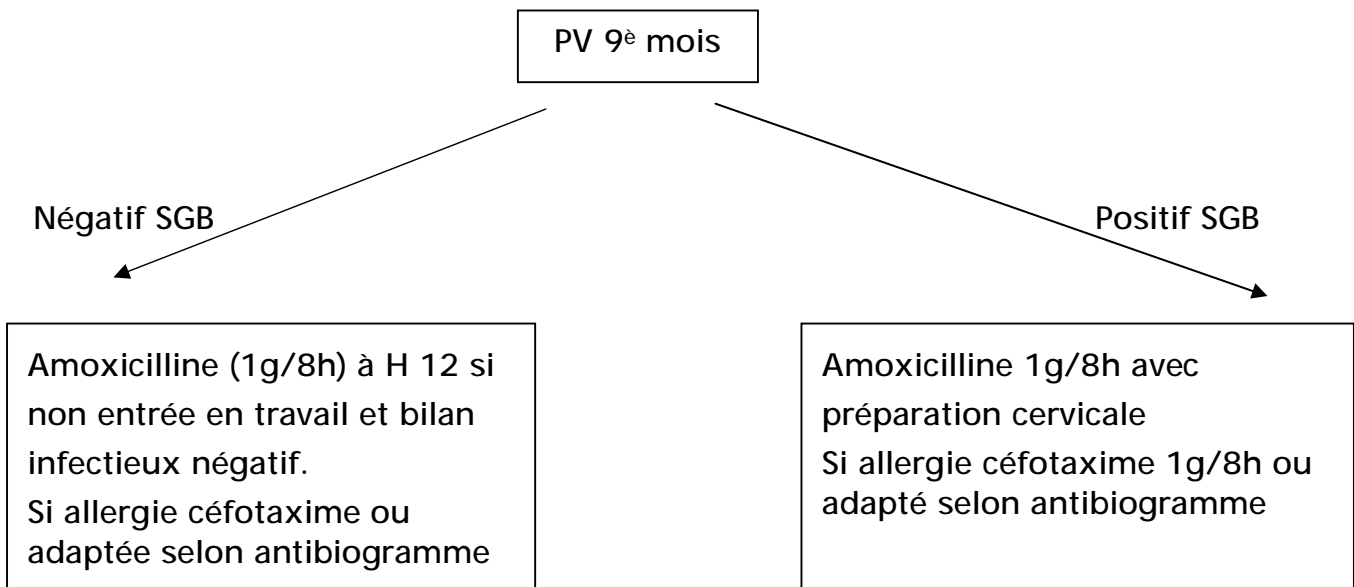 PV 9è mois
Négatif SGB
Positif SGB
Amoxicilline (1g/8h) à H 12 si
non entrée en travail et bilan
infectieux négatif.
Si allergie céfotaxime ou
adaptée selon antibiogramme
Amoxicilline 1g/8h avec
préparation cervicale
Si allergie céfotaxime 1g/8h ou
adapté selon antibiogramme